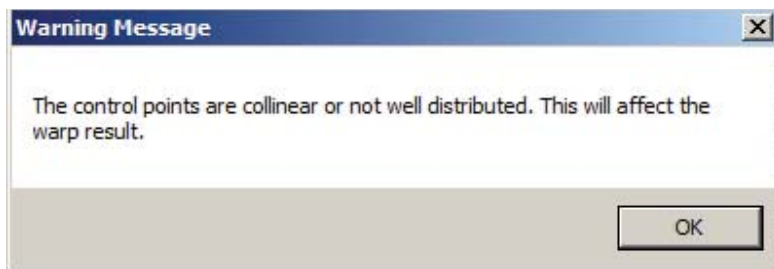 Warning Message
The control points are collinear or not well distributed. This will affect the
warp result.
OK